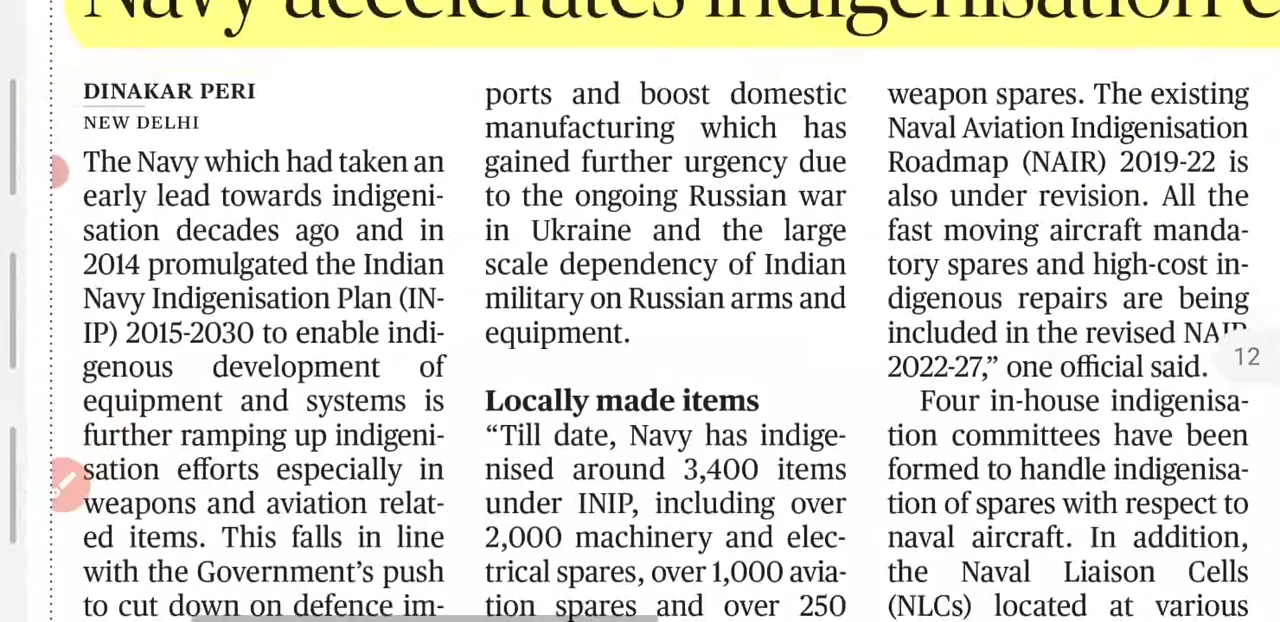 Navy accelerates indigenisation
DINAKAR PERI
NEW DELHI
The Navy which had taken an
early lead towards indigeni-
sation decades ago and in
2014 promulgated the Indian
Navy Indigenisation Plan (IN-
IP) 2015-2030 to enable indi-
genous development of
equipment and systems is
further ramping up indigeni-
sation efforts especially in
weapons and aviation relat-
ed items. This falls in line
with the Government’s push
to cut down on defence im-
ports and boost domestic
manufacturing which has
gained further urgency due
to the ongoing Russian war
in Ukraine and the large
scale dependency of Indian
military on Russian arms and
equipment.
Locally made items
“Till date, Navy has indige-
nised around 3,400 items
under INIP, including over
2,000 machinery and elec-
trical spares, over 1,000 avia-
tion spares and over 250
weapon spares. The existing
Naval Aviation Indigenisation
Roadmap (NAIR) 2019-22 is
also under revision. All the
fast moving aircraft manda-
tory spares and high-cost in-
digenous repairs are being
included in the revised NAIR
2022-27,” one official said.
Four in-house indigenisa-
tion committees have been
formed to handle indigenisa-
tion of spares with respect to
naval aircraft. In addition,
the Naval Liaison Cells
(NLCs) located at various
12